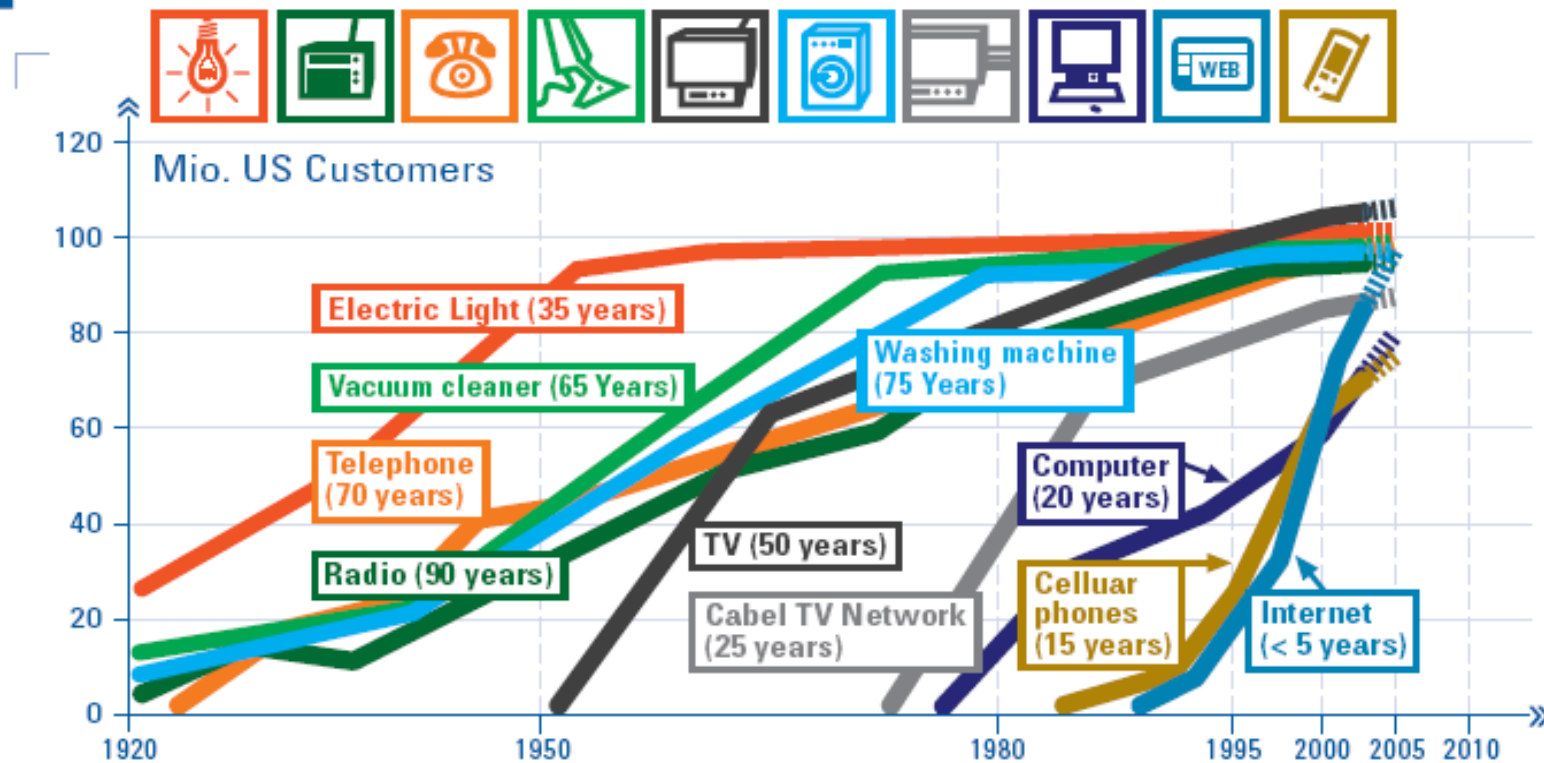 WEB
120
Mio. US Customers
100
Electric Light (35 years)
80
Washing machine
(75 Years)
Vacuum cleaner (65 Years)
60
Telephone
(70 years)
Computer
(20 years)
40
TV (50 years)
Radio (90 years)
Celluar
phones
(15 years)
20
Cabel TV Network
(25 years)
Internet
(< 5 years)
0
1920
1950
1980
1995
2000
2005
2010